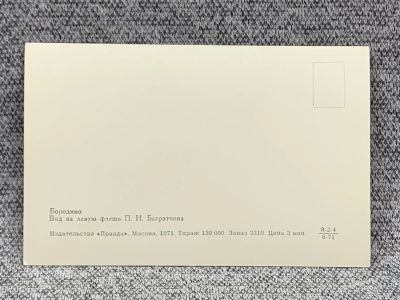 Бородино
Вид на левую флешь П. И. Багратиона
Издательство «Правда». Москва, 1971. Тираж 130 000. Заказ 3310. Цена 3 коп
8-2-4
6-71